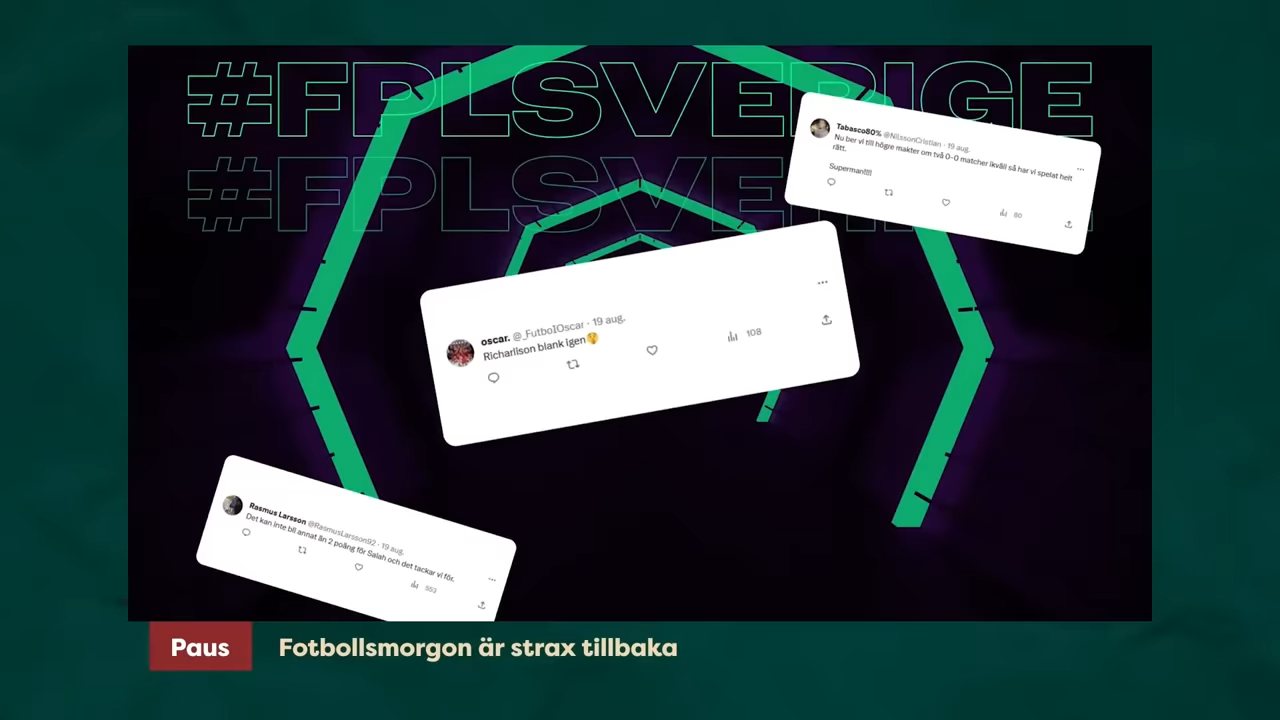 #FPLSVERIGE
#FPLSVERIGE
Tabasco80% @NilssonCristian · 19 aug.
Nu ber vi till högre makter om två 0-0 matcher ikväll så har vi spelat helt
rätt.
Superman!!!!
80
oscar. @_FutbolOscar · 19 aug.
Richarlison blank igen🤫
108
Rasmus Larsson @RasmusLarsson92 · 19 aug.
Det kan inte bli annat än 2 poäng för Salah och det tackar vi för.
553
Paus
Fotbollsmorgon är strax tillbaka